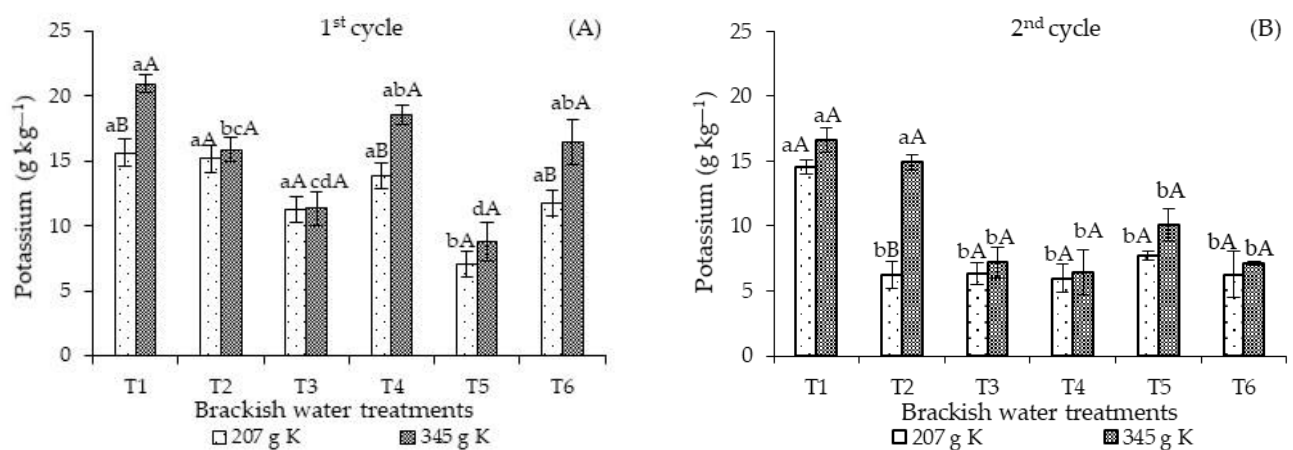 1st cycle (A)
25
20
15
10
5
0
Potassium (g kg−1)
aB aA
aA bcA
aA cdA
aB abA
bA dA
aB abA
T1 T2 T3 T4 T5 T6
Brackish water treatments
207 g K 345 g K
2nd cycle (B)
25
20
15
10
5
0
Potassium (g kg−1)
aA aA
bB aA
bA bA
bA bA
bA bA
bA bA
T1 T2 T3 T4 T5 T6
Brackish water treatments
207 g K 345 g K